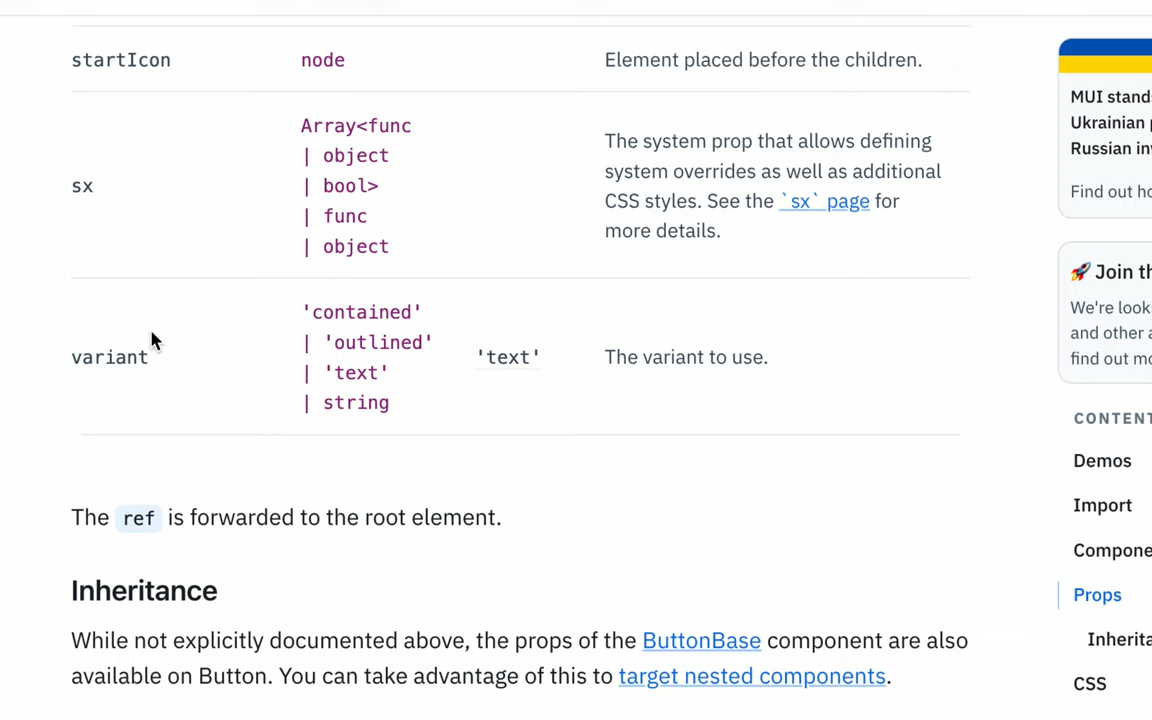 startIcon
node
Element placed before the children.
sx
Array<func
| object
| bool>
| func
| object
The system prop that allows defining
system overrides as well as additional
CSS styles. See the `sx` page for
more details.
variant
'contained'
| 'outlined'
| 'text'
| string
'text'
The variant to use.
The ref is forwarded to the root element.
Inheritance
While not explicitly documented above, the props of the ButtonBase component are also
available on Button. You can take advantage of this to target nested components.
MUI stand
Ukrainian
Russian in
Find out ho
🚀 Join th
We're look
and other a
find out mo
CONTENT
Demos
Import
Compone
Props
Inherita
CSS